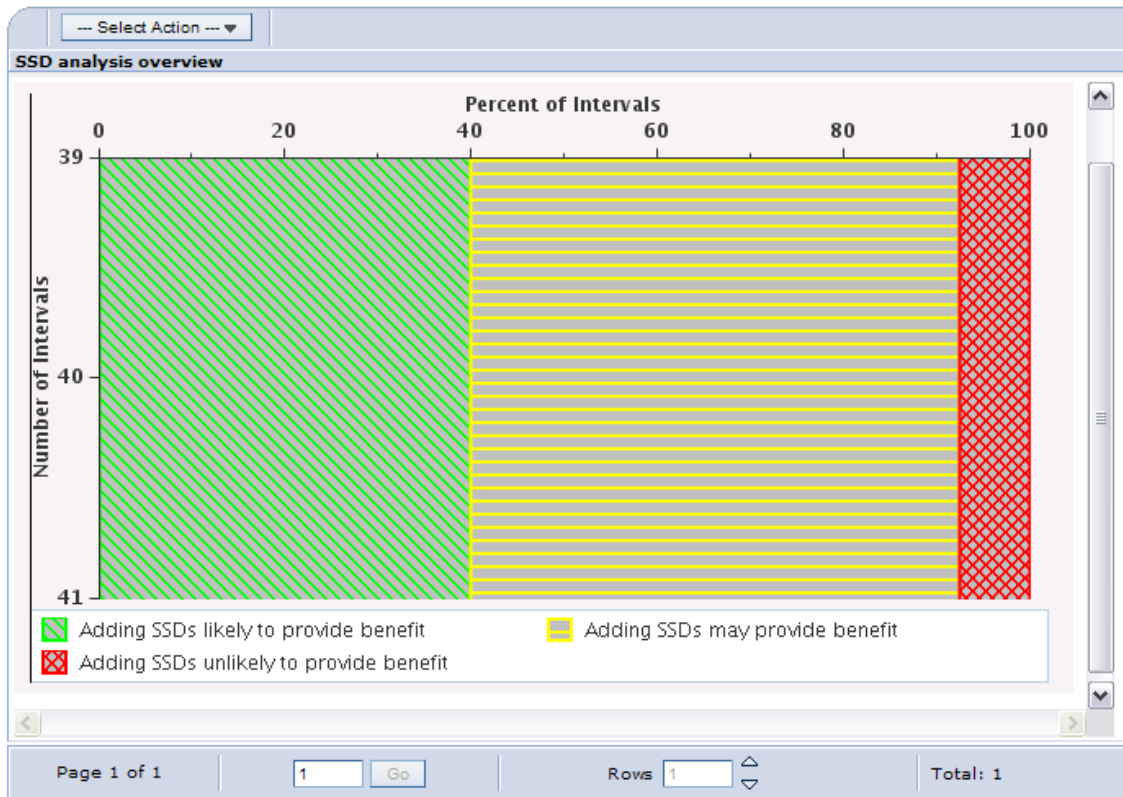 --- Select Action ---
SSD analysis overview
Percent of Intervals
0 20 40 60 80 100
39
Number of Intervals
40
41
Adding SSDs likely to provide benefit Adding SSDs may provide benefit
Adding SSDs unlikely to provide benefit
Page 1 of 1 1 Go Rows 1 Total: 1